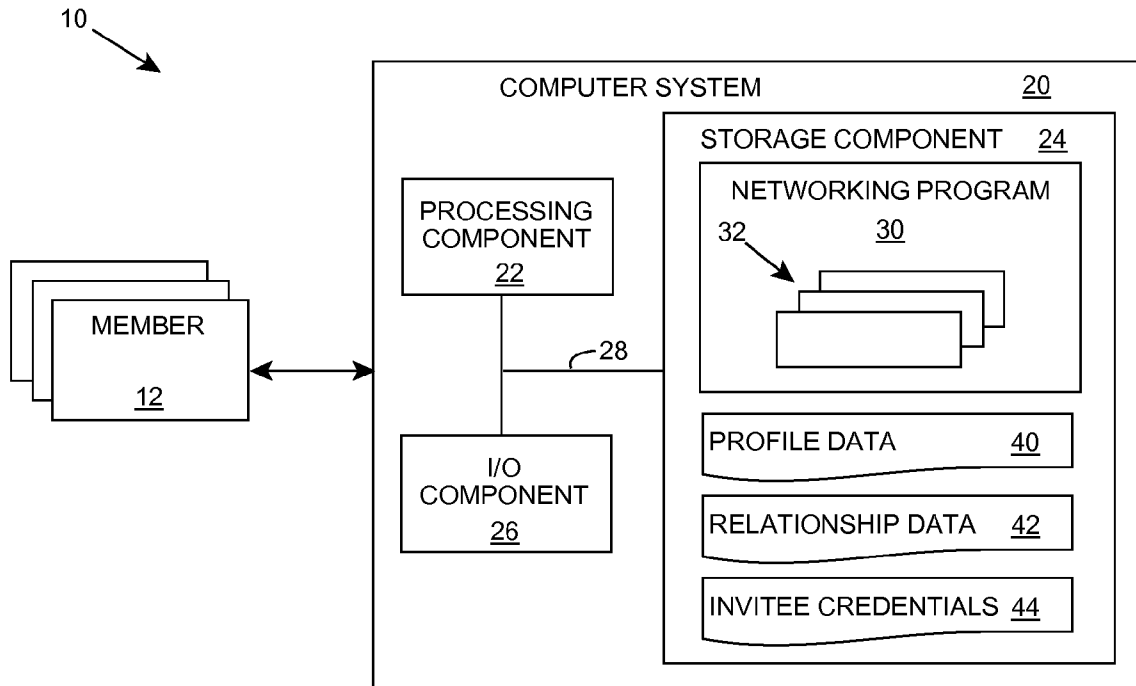 10
COMPUTER SYSTEM 20
STORAGE COMPONENT 24
NETWORKING PROGRAM
30
32
PROCESSING
COMPONENT
22
MEMBER
12
28
I/O
COMPONENT
26
PROFILE DATA 40
RELATIONSHIP DATA 42
INVITEE CREDENTIALS 44